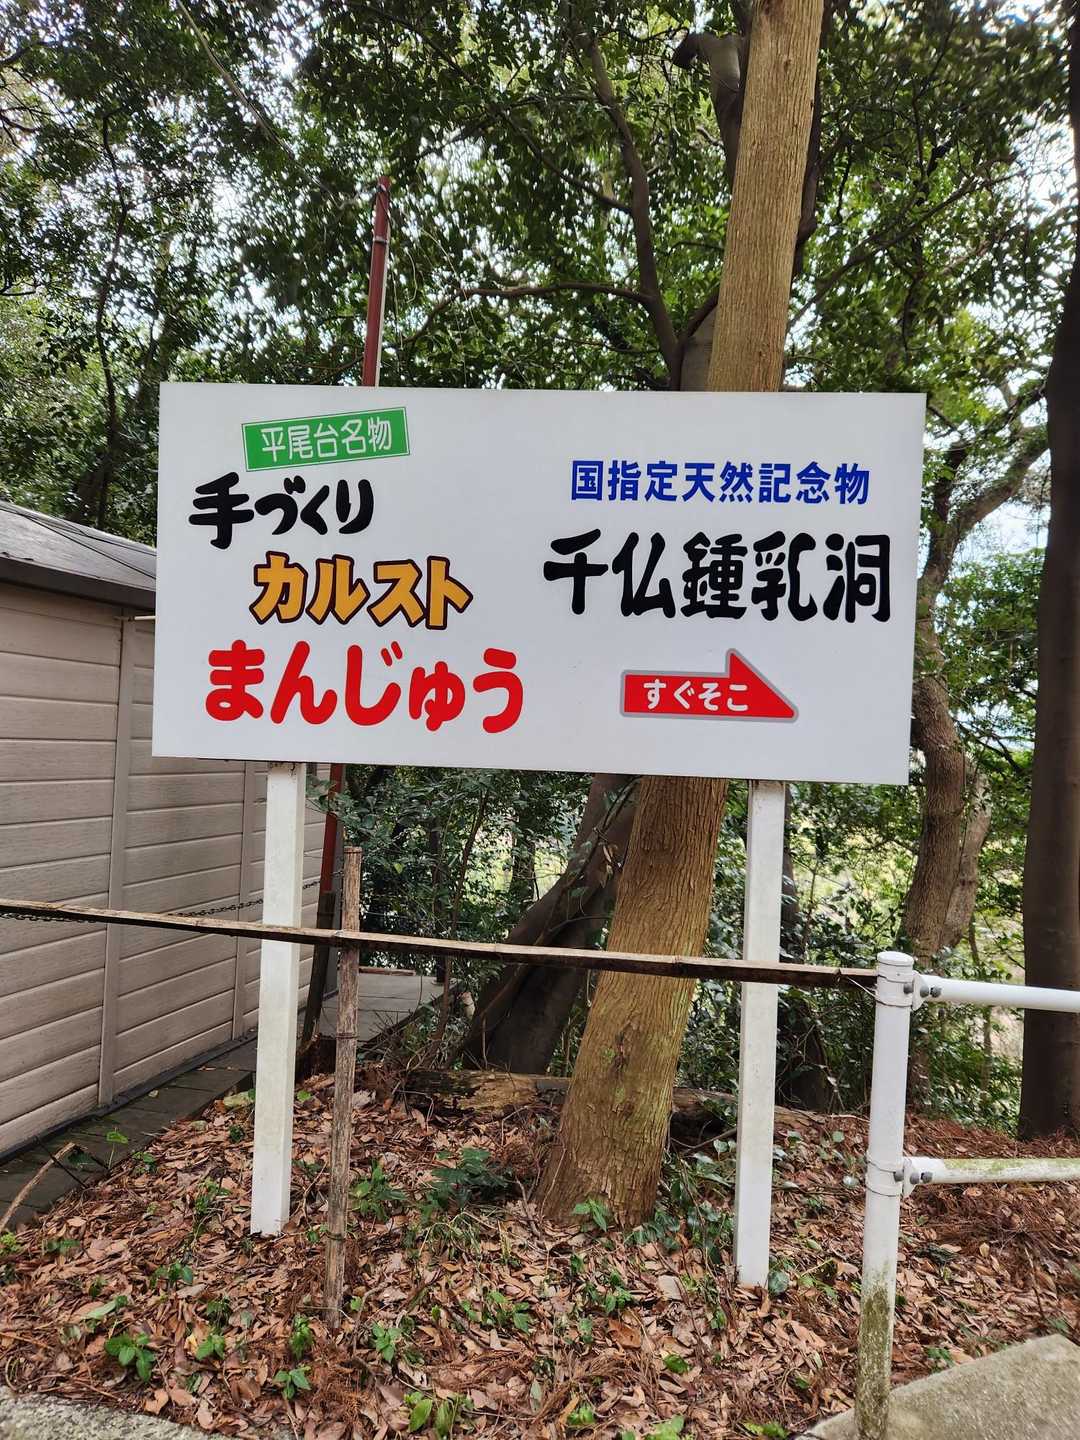 平尾台名物
手づくり
カルスト
まんじゅう
国指定天然記念物
千仏鍾乳洞
すぐそこ